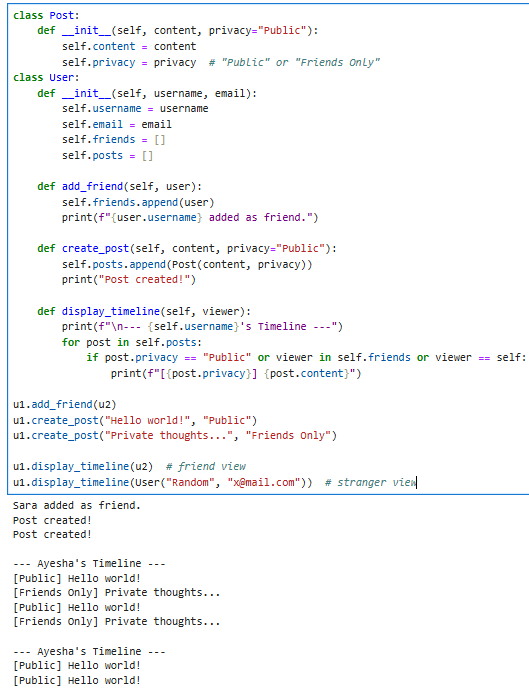 class Post:
    def __init__(self, content, privacy="Public"):
        self.content = content
        self.privacy = privacy  # "Public" or "Friends Only"
class User:
    def __init__(self, username, email):
        self.username = username
        self.email = email
        self.friends = []
        self.posts = []

    def add_friend(self, user):
        self.friends.append(user)
        print(f"{user.username} added as friend.")

    def create_post(self, content, privacy="Public"):
        self.posts.append(Post(content, privacy))
        print("Post created!")

    def display_timeline(self, viewer):
        print(f"\n--- {self.username}'s Timeline ---")
        for post in self.posts:
            if post.privacy == "Public" or viewer in self.friends or viewer == self:
                print(f"[{post.privacy}] {post.content}")

u1.add_friend(u2)
u1.create_post("Hello world!", "Public")
u1.create_post("Private thoughts...", "Friends Only")

u1.display_timeline(u2)  # friend view
u1.display_timeline(User("Random", "x@mail.com"))  # stranger view
Sara added as friend.
Post created!
Post created!

--- Ayesha's Timeline ---
[Public] Hello world!
[Friends Only] Private thoughts...
[Public] Hello world!
[Friends Only] Private thoughts...

--- Ayesha's Timeline ---
[Public] Hello world!
[Public] Hello world!